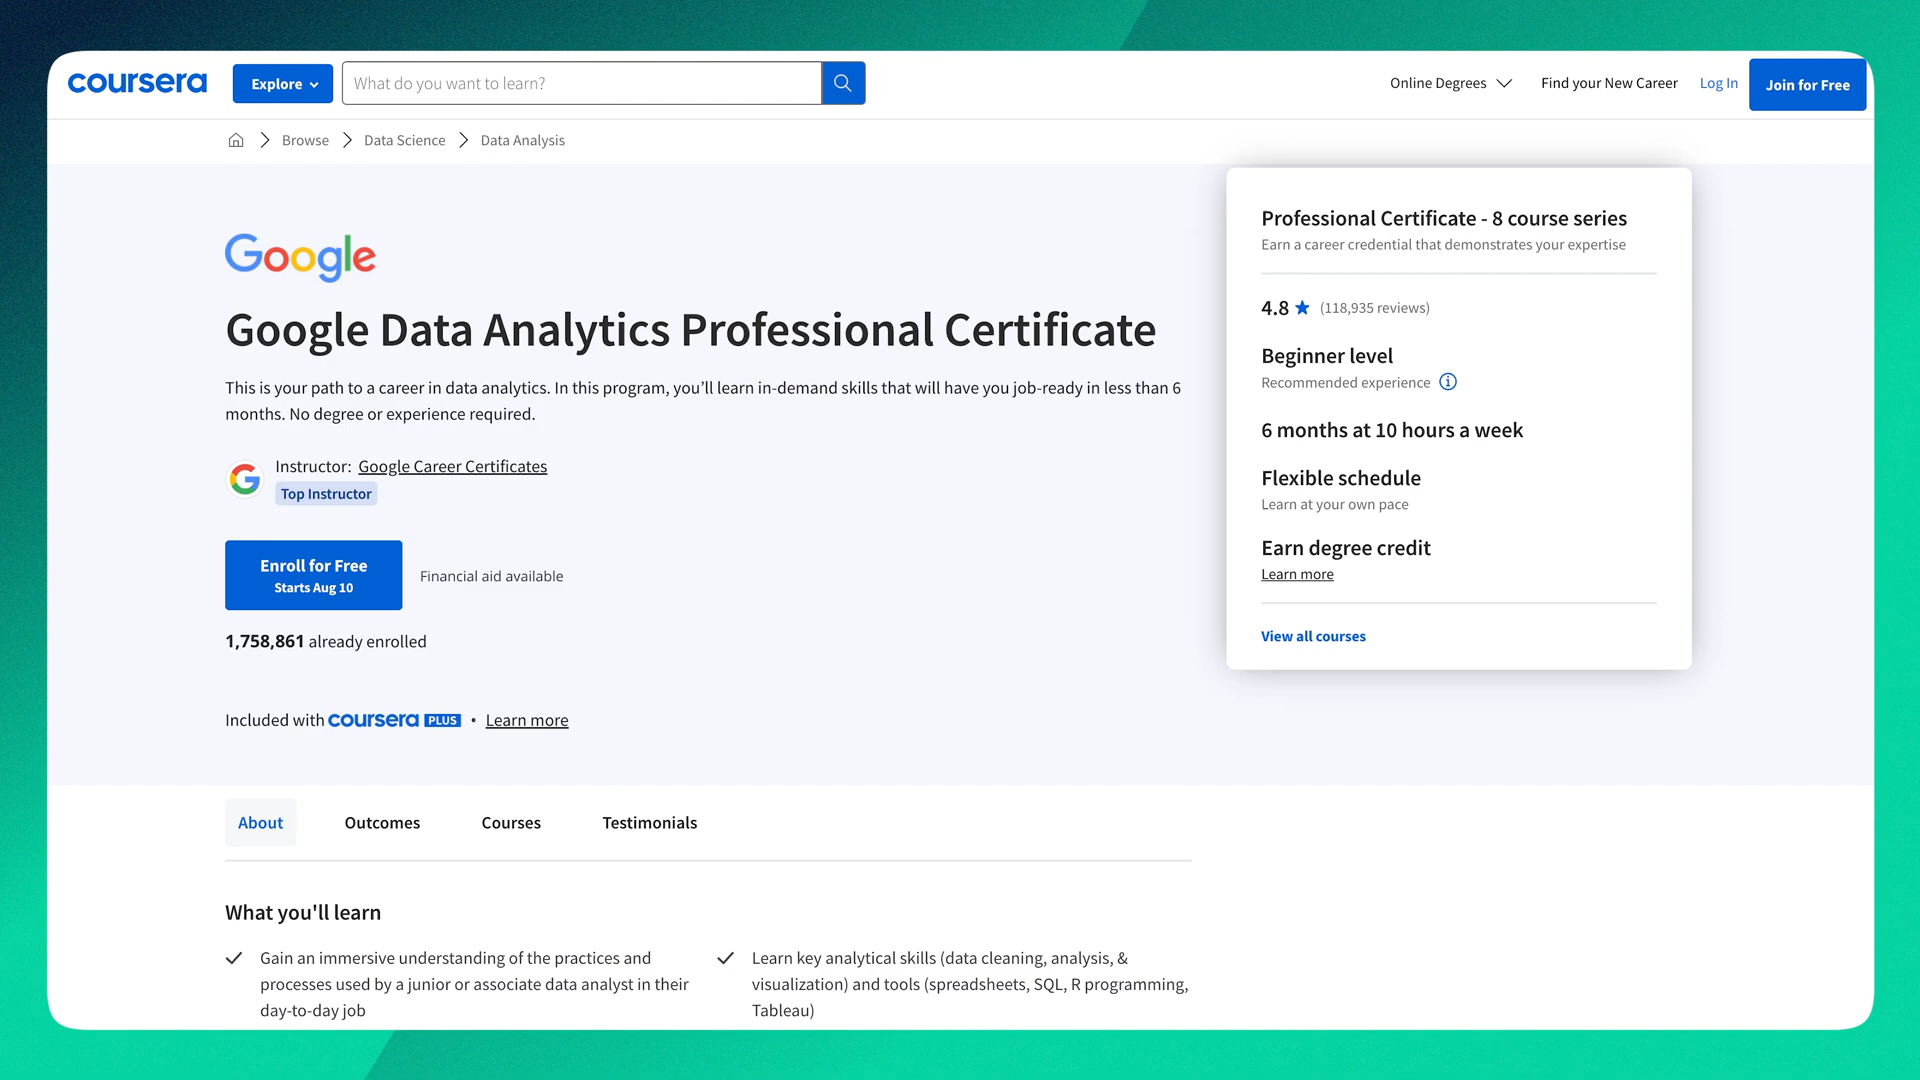 coursera
Explore
What do you want to learn?
Online Degrees
Find your New Career
Log In
Join for Free
Browse
Data Science
Data Analysis
Google
Google Data Analytics Professional Certificate
This is your path to a career in data analytics. In this program, you’ll learn in-demand skills that will have you job-ready in less than 6
months. No degree or experience required.
Instructor: Google Career Certificates
Top Instructor
Enroll for Free
Starts Aug 10
Financial aid available
1,758,861 already enrolled
Included with coursera PLUS • Learn more
Professional Certificate - 8 course series
Earn a career credential that demonstrates your expertise
4.8 (118,935 reviews)
Beginner level
Recommended experience
6 months at 10 hours a week
Flexible schedule
Learn at your own pace
Earn degree credit
Learn more
View all courses
About
Outcomes
Courses
Testimonials
What you'll learn
Gain an immersive understanding of the practices and
processes used by a junior or associate data analyst in their
day-to-day job
Learn key analytical skills (data cleaning, analysis, &
visualization) and tools (spreadsheets, SQL, R programming,
Tableau)